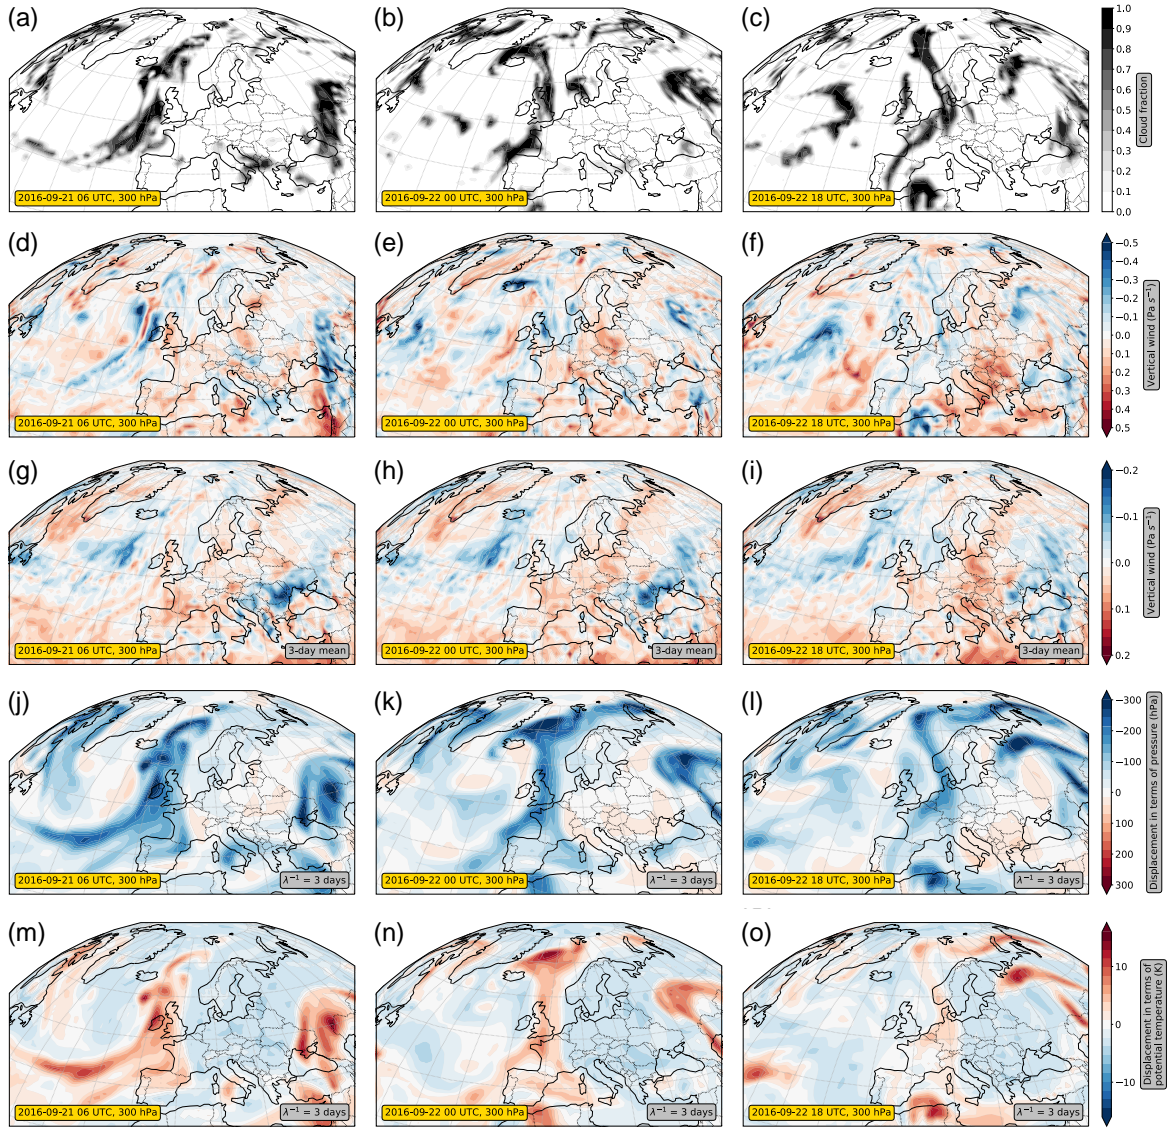 (a)
(b)
(c)
2016-09-21 06 UTC, 300 hPa
2016-09-22 00 UTC, 300 hPa
2016-09-22 18 UTC, 300 hPa
1.0
0.9
0.8
0.7
0.6
0.5
0.4
0.3
0.2
0.1
0.0
Cloud fraction
(d)
(e)
(f)
2016-09-21 06 UTC, 300 hPa
2016-09-22 00 UTC, 300 hPa
2016-09-22 18 UTC, 300 hPa
−0.5
−0.4
−0.3
−0.2
−0.1
0.0
0.1
0.2
0.3
0.4
0.5
Vertical wind (Pa s⁻¹)
(g)
(h)
(i)
2016-09-21 06 UTC, 300 hPa
3-day mean
2016-09-22 00 UTC, 300 hPa
3-day mean
2016-09-22 18 UTC, 300 hPa
3-day mean
−0.2
−0.1
0.0
0.1
0.2
Vertical wind (Pa s⁻¹)
(j)
(k)
(l)
2016-09-21 06 UTC, 300 hPa
λ⁻¹ = 3 days
2016-09-22 00 UTC, 300 hPa
λ⁻¹ = 3 days
2016-09-22 18 UTC, 300 hPa
λ⁻¹ = 3 days
−300
−200
−100
0
100
200
300
Displacement in terms of pressure (hPa)
(m)
(n)
(o)
2016-09-21 06 UTC, 300 hPa
λ⁻¹ = 3 days
2016-09-22 00 UTC, 300 hPa
λ⁻¹ = 3 days
2016-09-22 18 UTC, 300 hPa
λ⁻¹ = 3 days
10
0
−10
Displacement in terms of
potential temperature (K)